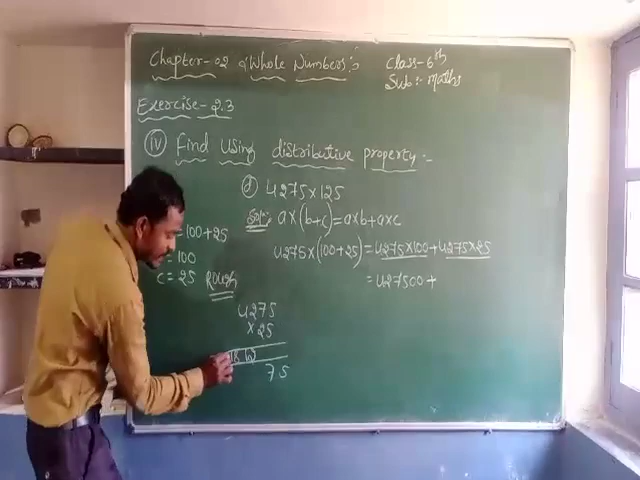 Chapter-02 Whole Numbers:-
Class-6th
Sub:- maths
Exercise-2.3
(iv) Find Using distributive property:-
(d) 4275×125
Sol:- a×(b+c)=a×b+a×c
=100+25
4275×(100+25)=4275×100+4275×25
=100
C=25
Rough
=427500+
4275
×25
75